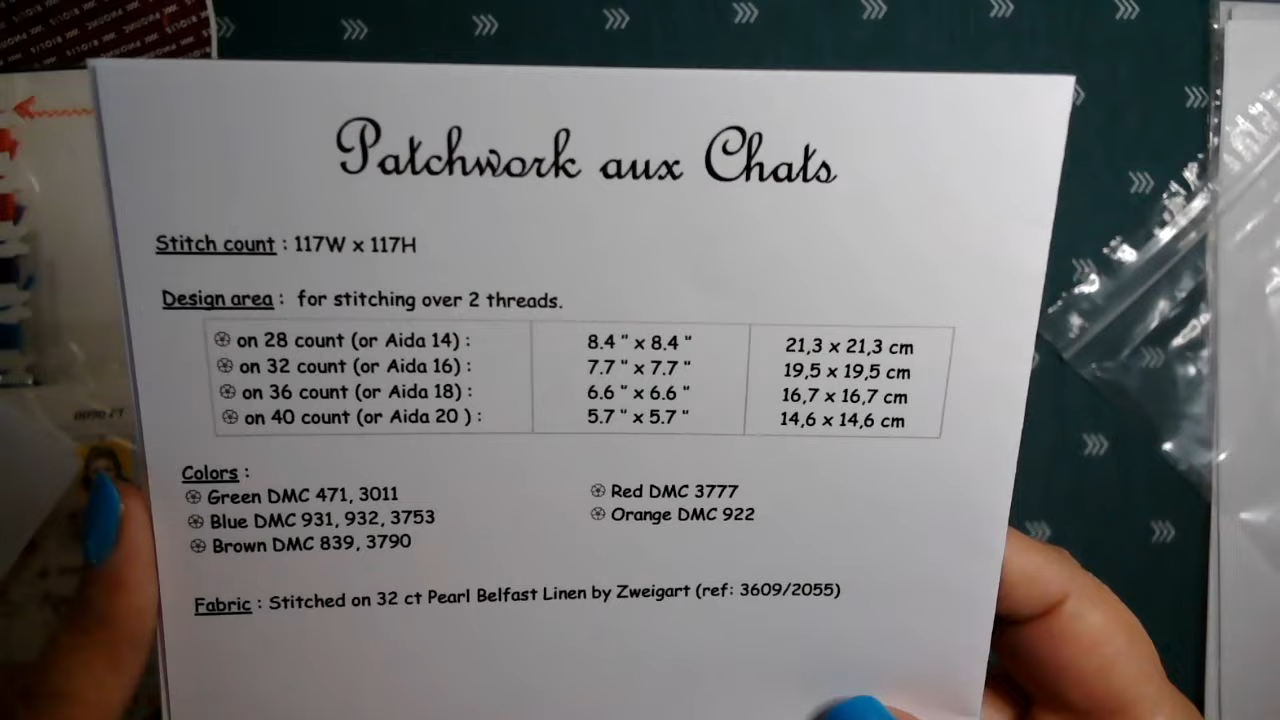 Patchwork aux Chats
Stitch count : 117W x 117H
Design area : for stitching over 2 threads.
on 28 count (or Aida 14) : 8.4 " x 8.4 " 21,3 x 21,3 cm
on 32 count (or Aida 16) : 7.7 " x 7.7 " 19,5 x 19,5 cm
on 36 count (or Aida 18) : 6.6 " x 6.6 " 16,7 x 16,7 cm
on 40 count (or Aida 20 ) : 5.7 " x 5.7 " 14,6 x 14,6 cm
Colors :
Green DMC 471, 3011
Blue DMC 931, 932, 3753
Brown DMC 839, 3790
Red DMC 3777
Orange DMC 922
Fabric : Stitched on 32 ct Pearl Belfast Linen by Zweigart (ref: 3609/2055)